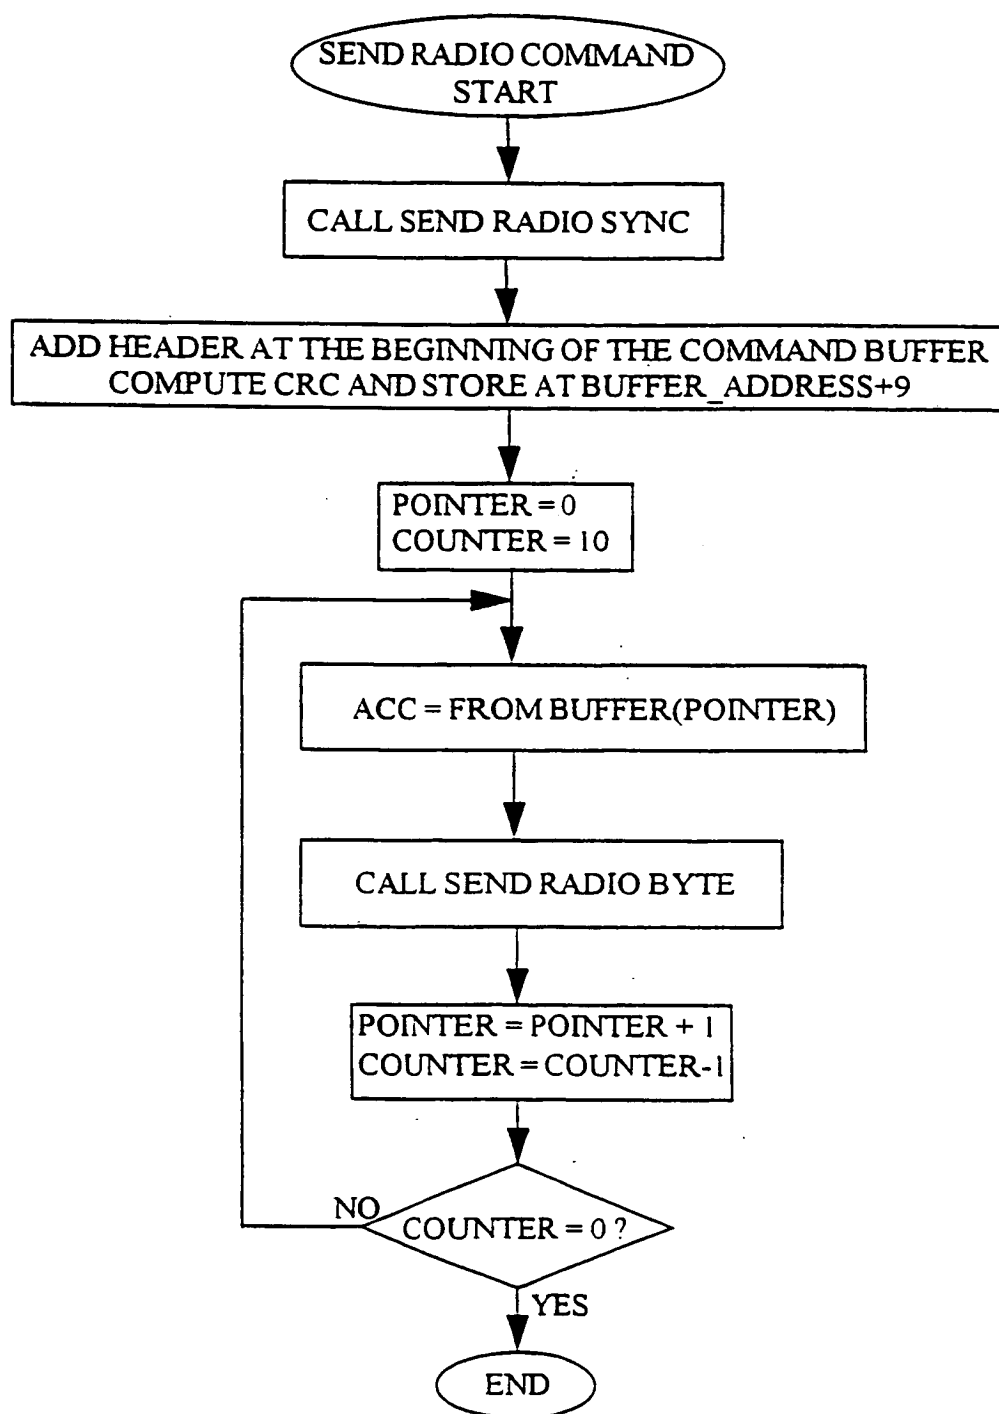 SEND RADIO COMMAND
START
CALL SEND RADIO SYNC
ADD HEADER AT THE BEGINNING OF THE COMMAND BUFFER
COMPUTE CRC AND STORE AT BUFFER_ADDRESS+9
POINTER = 0
COUNTER = 10
ACC = FROM BUFFER(POINTER)
CALL SEND RADIO BYTE
POINTER = POINTER + 1
COUNTER = COUNTER-1
NO
COUNTER = 0 ?
YES
END